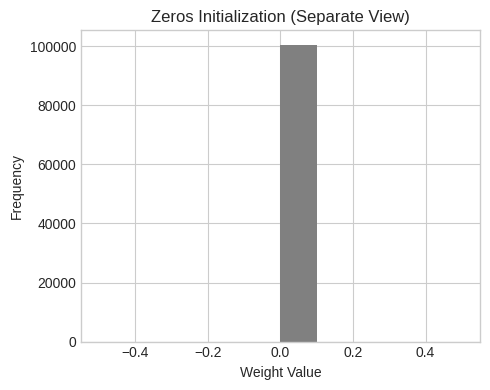 Zeros Initialization (Separate View)
100000
80000
60000
40000
20000
0
Frequency
−0.4 −0.2 0.0 0.2 0.4
Weight Value